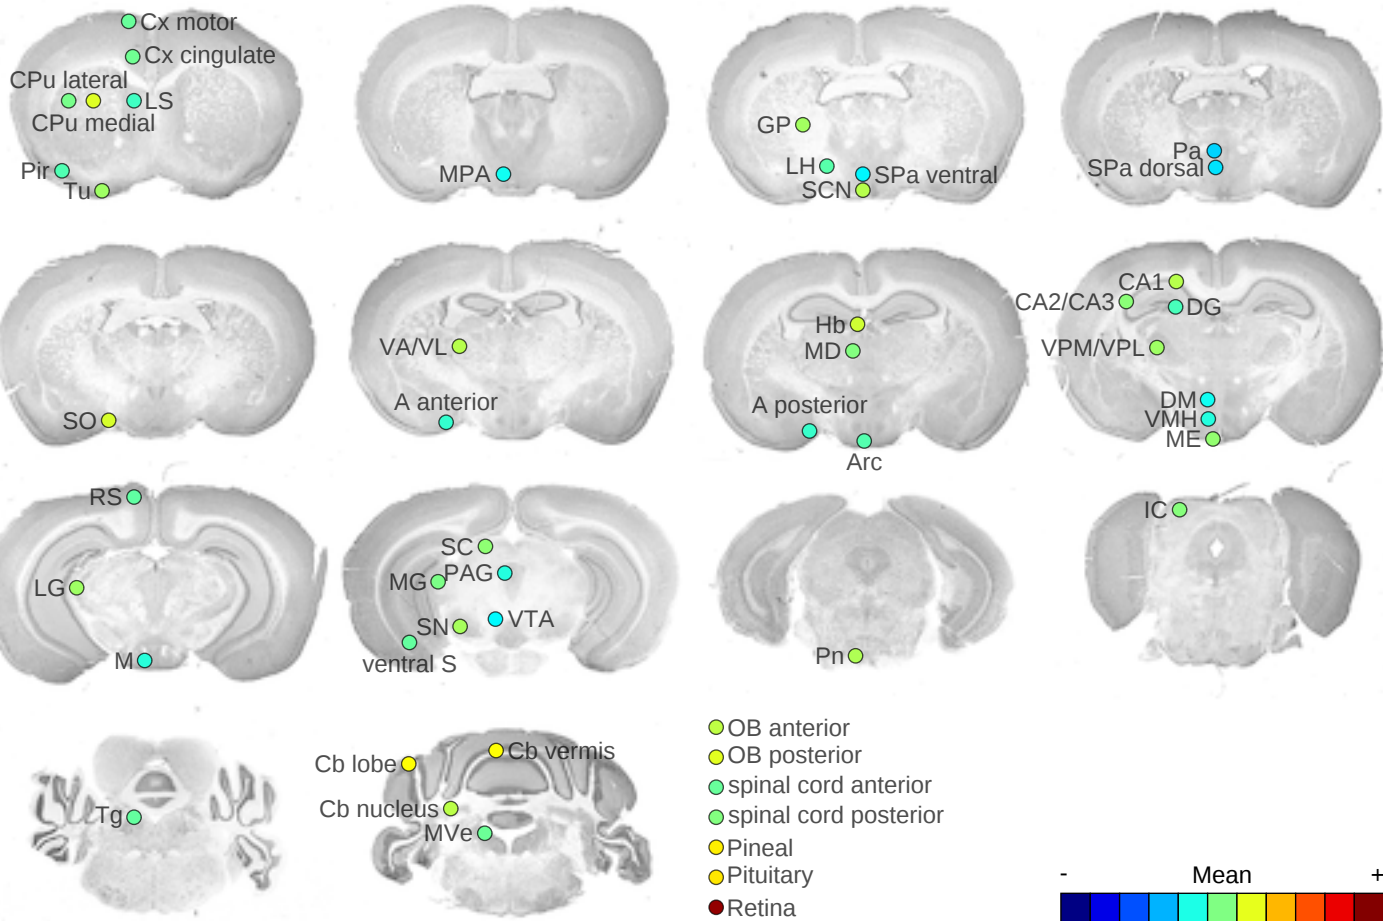 Cx motor
Cx cingulate
CPu lateral
LS
CPu medial
Pir
Tu
MPA
GP
LH
SPa ventral
SCN
Pa
SPa dorsal
SO
VA/VL
A anterior
Hb
MD
A posterior
Arc
CA1
CA2/CA3
DG
VPM/VPL
DM
VMH
ME
RS
LG
M
SC
MG
PAG
SN
VTA
ventral S
Pn
IC
Tg
Cb lobe
Cb vermis
Cb nucleus
MVe
OB anterior
OB posterior
spinal cord anterior
spinal cord posterior
Pineal
Pituitary
Retina
- Mean +